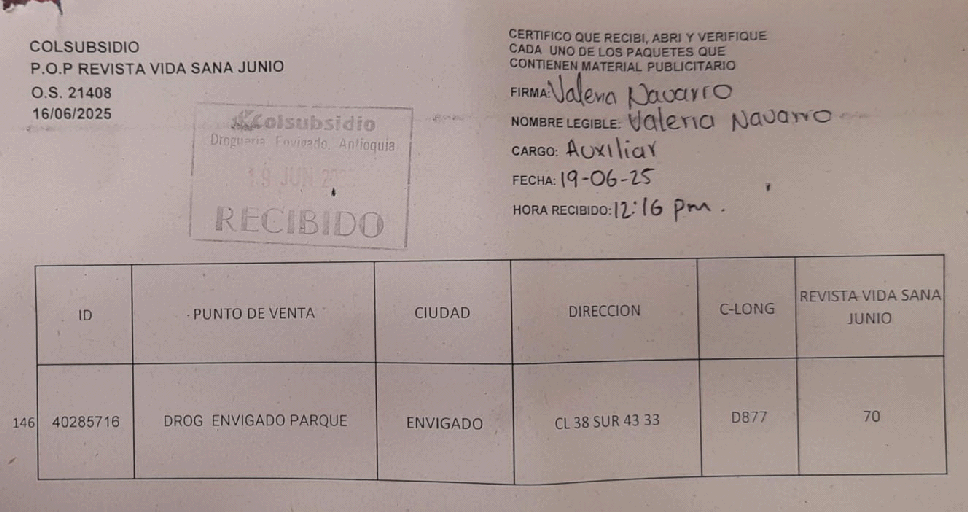 COLSUBSIDIO
P.O.P REVISTA VIDA SANA JUNIO
O.S. 21408
16/06/2025
Colsubsidio
Droguería Envigado, Antioquia
19 JUN
RECIBIDO
CERTIFICO QUE RECIBI, ABRI Y VERIFIQUE
CADA UNO DE LOS PAQUETES QUE
CONTIENEN MATERIAL PUBLICITARIO
FIRMA: Valeria Navarro
NOMBRE LEGIBLE: Valeria Navarro
CARGO: Auxiliar
FECHA: 19-06-25
HORA RECIBIDO: 12:16 pm.
ID PUNTO DE VENTA CIUDAD DIRECCION C-LONG REVISTA VIDA SANA
JUNIO
146 40285716 DROG ENVIGADO PARQUE ENVIGADO CL 38 SUR 43 33 D877 70